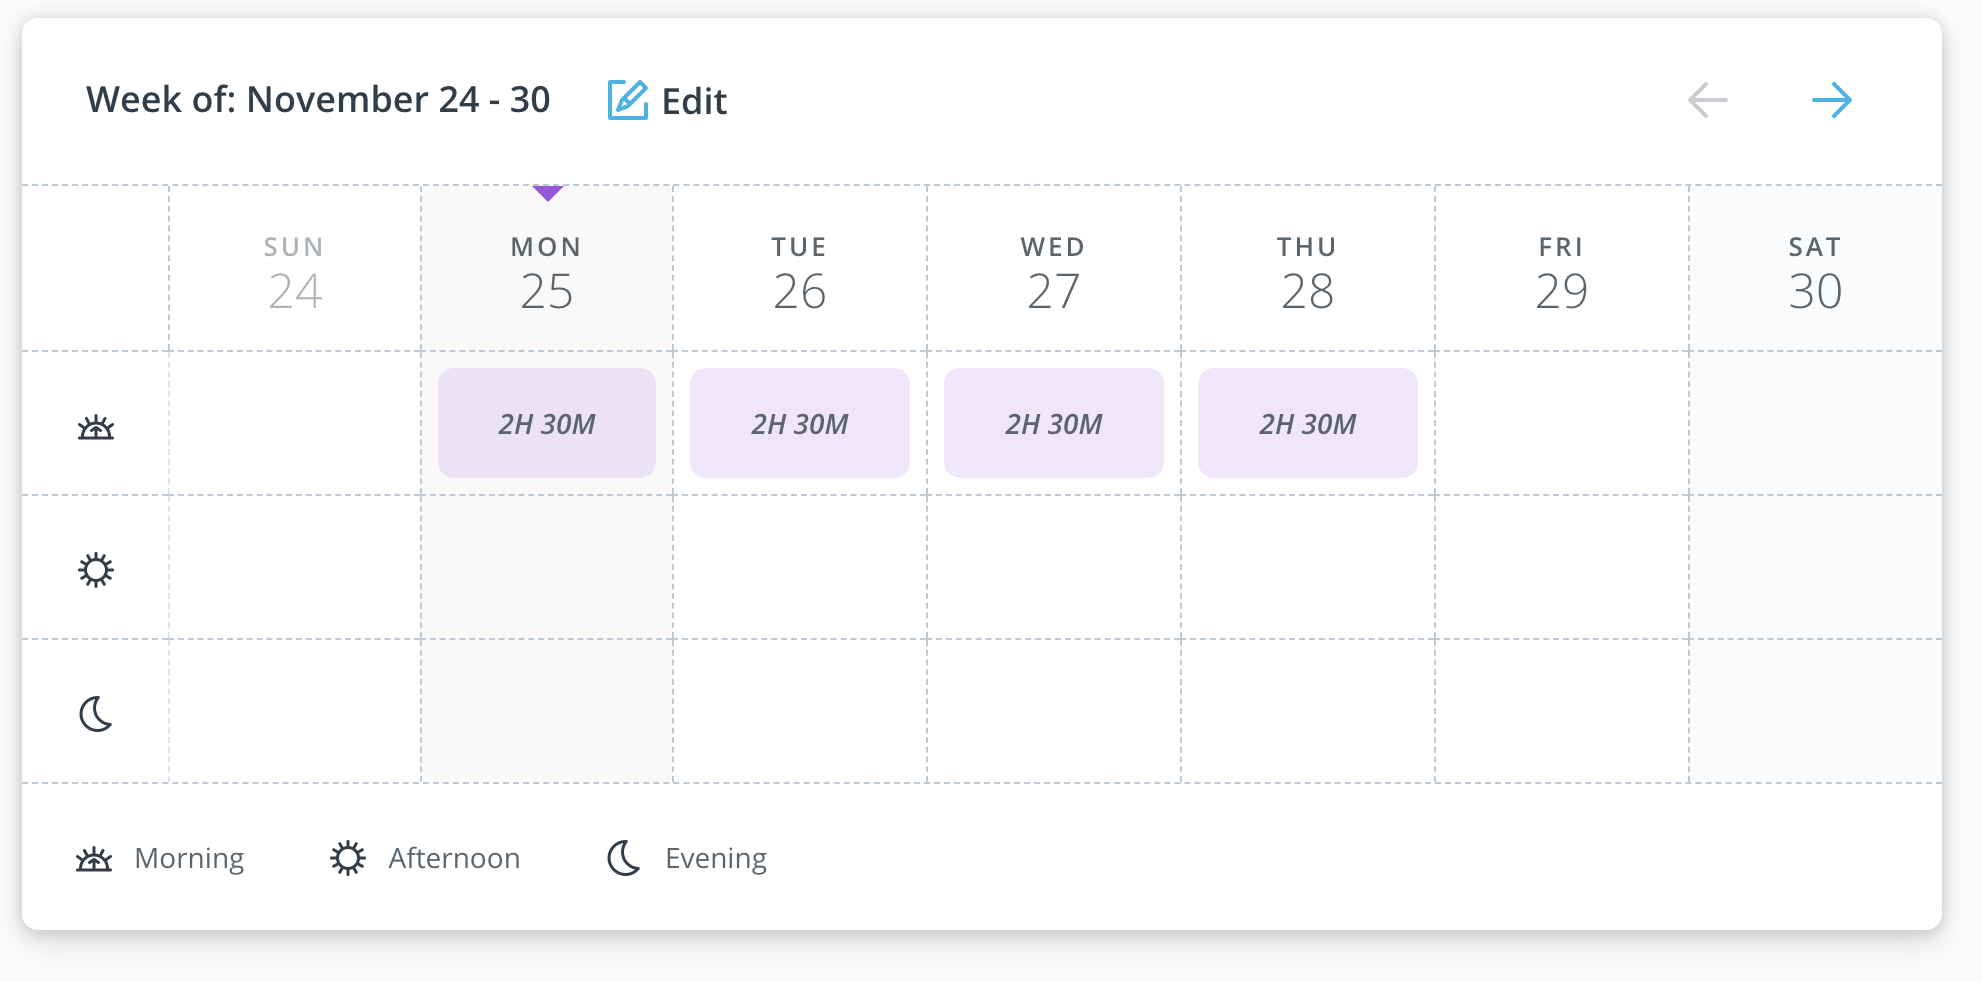 Week of: November 24 - 30
Edit
SUN MON TUE WED THU FRI SAT
24 25 26 27 28 29 30
2H 30M 2H 30M 2H 30M 2H 30M
Morning Afternoon Evening